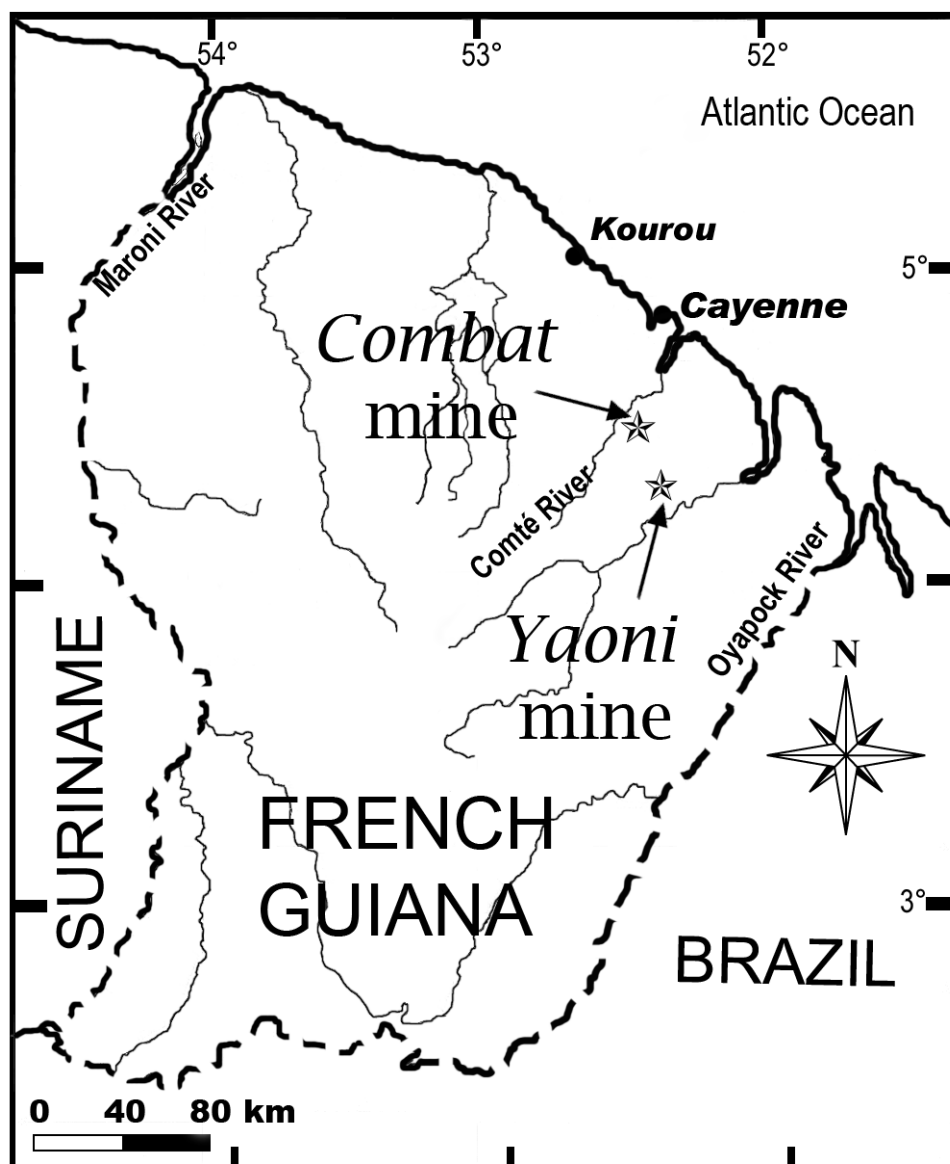 54°
53°
52°
Atlantic Ocean
Maroni River
Kourou
5°
Cayenne
Combat
mine
Comté River
Oyapock River
Yaoni
mine
N
SURINAME
FRENCH
GUIANA
3°
BRAZIL
0 40 80 km